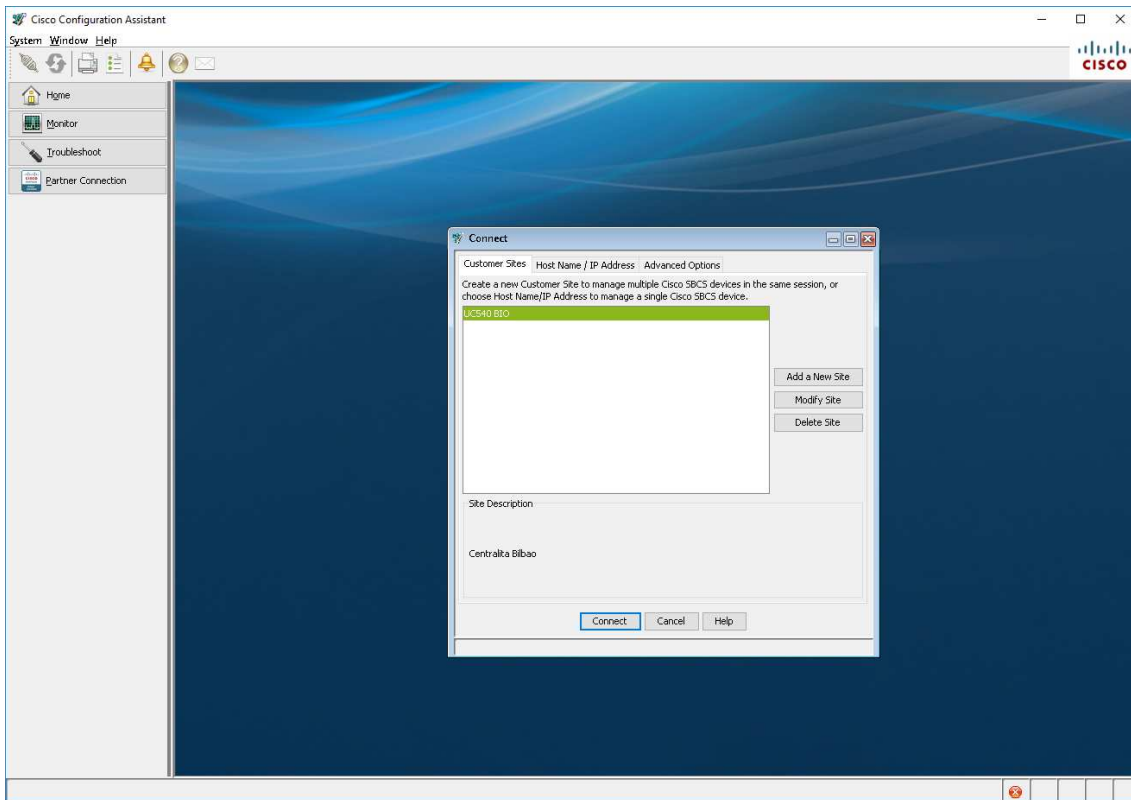 Cisco Configuration Assistant
System Window Help
CISCO
Home
Monitor
Troubleshoot
Partner Connection
Connect
Customer Sites Host Name / IP Address Advanced Options
Create a new Customer Site to manage multiple Cisco SBCS devices in the same session, or
choose Host Name/IP Address to manage a single Cisco SBCS device.
UC540 BIO
Add a New Site
Modify Site
Delete Site
Site Description
Centralita Bilbao
Connect Cancel Help